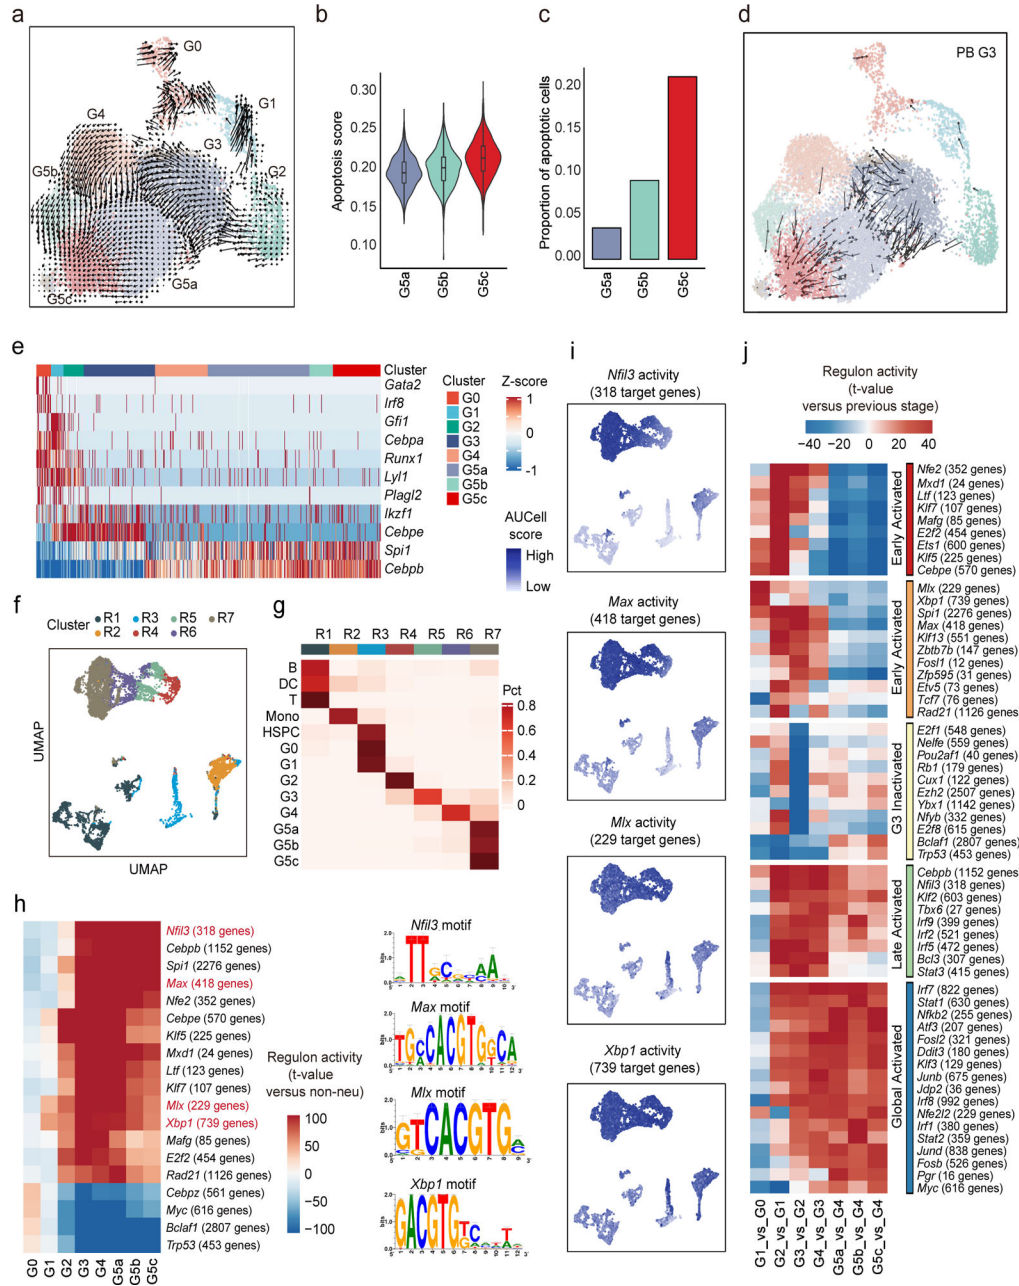 a
G0
G1
G4
G3
G5b
G2
G5c
G5a
b
Apoptosis score
0.30
0.25
0.20
0.15
0.10
G5a
G5b
G5c
c
Proportion of apoptotic cells
0.20
0.15
0.10
0.05
0.00
G5a
G5b
G5c
d
PB G3
e
Cluster
Gata2
Irf8
Gfi1
Cebpa
Runx1
Lyl1
Plagl2
Ikzf1
Cebpe
Spi1
Cebpb
Cluster
G0
G1
G2
G3
G4
G5a
G5b
G5c
Z-score
1
0
-1
AUCell
score
High
Low
f
Cluster
R1
R3
R5
R7
R2
R4
R6
UMAP
UMAP
g
R1 R2 R3 R4 R5 R6 R7
B
DC
T
Mono
HSPC
G0
G1
G2
G3
G4
G5a
G5b
G5c
Pct
0.8
0.6
0.4
0.2
0
h
Nfil3 (318 genes)
Cebpb (1152 genes)
Spi1 (2276 genes)
Max (418 genes)
Nfe2 (352 genes)
Cebpe (570 genes)
Klf5 (225 genes)
Mxd1 (24 genes)
Ltf (123 genes)
Klf7 (107 genes)
Mlx (229 genes)
Xbp1 (739 genes)
Mafg (85 genes)
E2f2 (454 genes)
Rad21 (1126 genes)
Cebpz (561 genes)
Myc (616 genes)
Bclaf1 (2807 genes)
Trp53 (453 genes)
G0
G1
G2
G3
G4
G5a
G5b
G5c
Regulon activity
(t-value
versus non-neu)
100
50
0
−50
−100
Nfil3 motif
Max motif
Mlx motif
Xbp1 motif
i
Nfil3 activity
(318 target genes)
Max activity
(418 target genes)
Mlx activity
(229 target genes)
Xbp1 activity
(739 target genes)
j
Regulon activity
(t-value
versus previous stage)
−40 −20 0 20 40
Nfe2 (352 genes)
Mxd1 (24 genes)
Ltf (123 genes)
Klf7 (107 genes)
Mafg (85 genes)
E2f2 (454 genes)
Ets1 (600 genes)
Klf5 (225 genes)
Cebpe (570 genes)
Early Activated
Mlx (229 genes)
Xbp1 (739 genes)
Spi1 (2276 genes)
Max (418 genes)
Klf13 (551 genes)
Zbtb7b (147 genes)
Fosl1 (12 genes)
Zfp595 (31 genes)
Etv5 (73 genes)
Tcf7 (76 genes)
Rad21 (1126 genes)
Early Activated
E2f1 (548 genes)
Nelfe (559 genes)
Pou2af1 (40 genes)
Rb1 (179 genes)
Cux1 (122 genes)
Ezh2 (2507 genes)
Ybx1 (1142 genes)
Nfyb (332 genes)
E2f8 (615 genes)
Bclaf1 (2807 genes)
Trp53 (453 genes)
G3 Inactivated
Cebpb (1152 genes)
Nfil3 (318 genes)
Klf2 (603 genes)
Tbx6 (27 genes)
Irf9 (399 genes)
Irf2 (521 genes)
Irf5 (472 genes)
Bcl3 (307 genes)
Stat3 (415 genes)
Late Activated
Irf7 (822 genes)
Stat1 (630 genes)
Nfkb2 (255 genes)
Atf3 (207 genes)
Fosl2 (321 genes)
Ddit3 (180 genes)
Klf3 (129 genes)
Junb (675 genes)
Jdp2 (36 genes)
Irf8 (992 genes)
Nfe2l2 (229 genes)
Irf1 (380 genes)
Stat2 (359 genes)
Jund (838 genes)
Fosb (526 genes)
Pgr (16 genes)
Myc (616 genes)
Global Activated
G1_vs_G0
G2_vs_G1
G3_vs_G2
G4_vs_G3
G5a_vs_G4
G5b_vs_G4
G5c_vs_G4